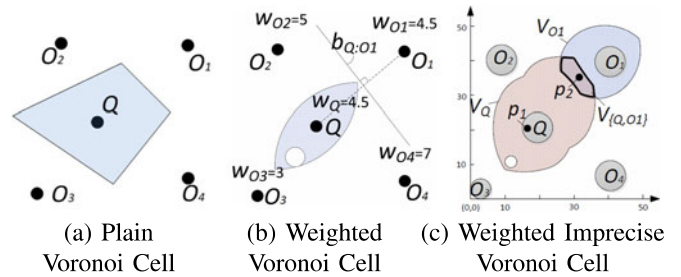 O2
O1
Q
O3
O4
(a) Plain
Voronoi Cell
wO2=5
bQ:O1
wO1=4.5
O2
O1
wQ=4.5
Q
wO3=3
wO4=7
O3
O4
(b) Weighted
Voronoi Cell
50
VO1
O2
O1
40
p2
30
VQ
p1
V{Q,O1}
Q
20
10
O4
O3
(0,0)
10
30
50
(c) Weighted Imprecise
Voronoi Cell